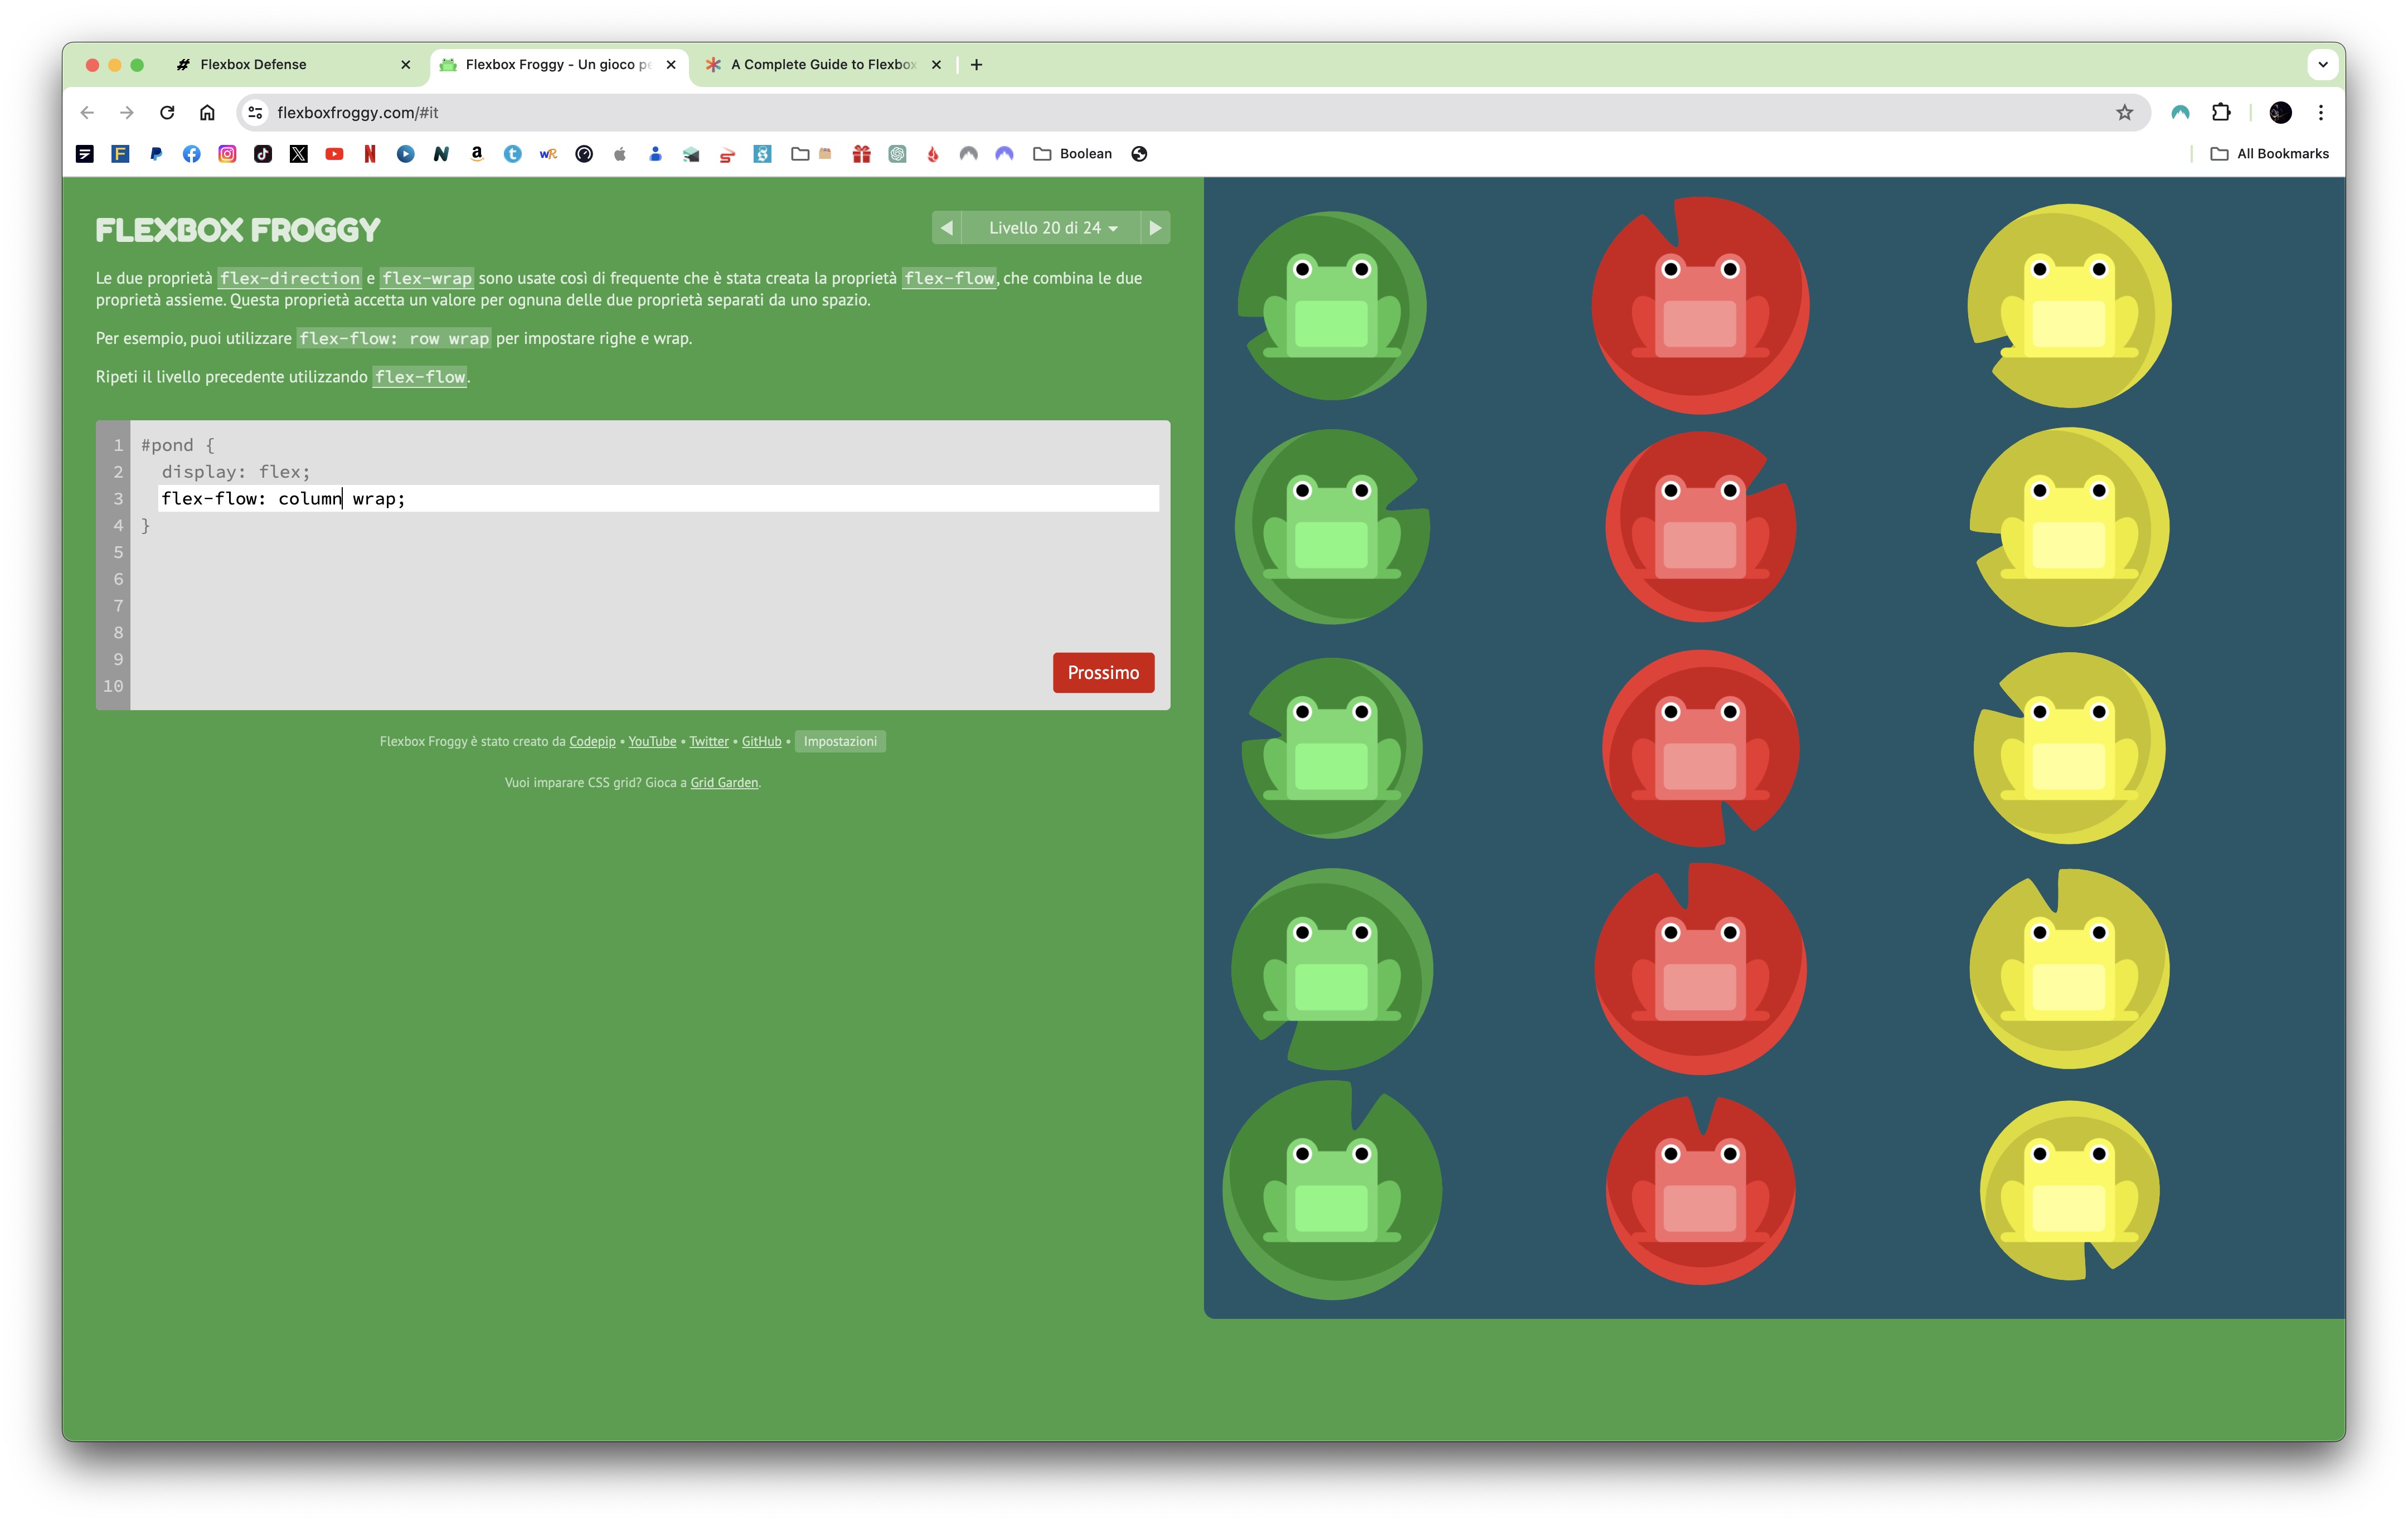 Flexbox Defense
Flexbox Froggy - Un gioco pe
A Complete Guide to Flexbox
flexboxfroggy.com/#it
Boolean
All Bookmarks
FLEXBOX FROGGY
Livello 20 di 24
Le due proprietà flex-direction e flex-wrap sono usate così di frequente che è stata creata la proprietà flex-flow, che combina le due
proprietà assieme. Questa proprietà accetta un valore per ognuna delle due proprietà separati da uno spazio.
Per esempio, puoi utilizzare flex-flow: row wrap per impostare righe e wrap.
Ripeti il livello precedente utilizzando flex-flow.
1 #pond {
2 display: flex;
3 flex-flow: column wrap;
4 }
5
6
7
8
9
10
Prossimo
Flexbox Froggy è stato creato da Codepip • YouTube • Twitter • GitHub • Impostazioni
Vuoi imparare CSS grid? Gioca a Grid Garden.